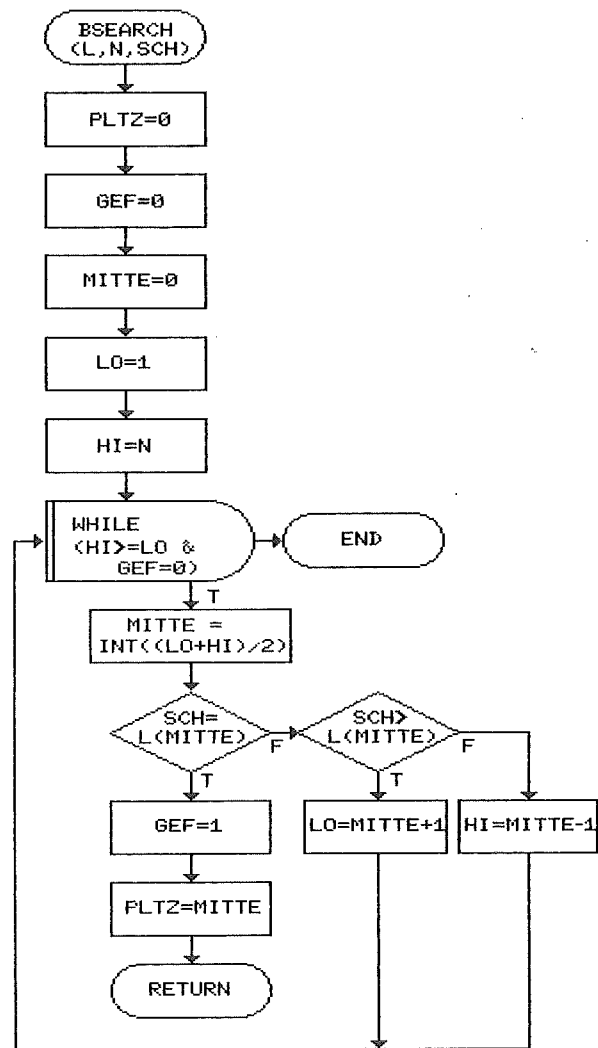 BSEARCH
(L,N,SCH)
PLTZ=0
GEF=0
MITTE=0
LO=1
HI=N
WHILE
(HI>=LO &
GEF=0)
END
T
MITTE =
INT((LO+HI)/2)
SCH=
L(MITTE)
F
SCH>
L(MITTE)
F
T
T
GEF=1
LO=MITTE+1
HI=MITTE-1
PLTZ=MITTE
RETURN